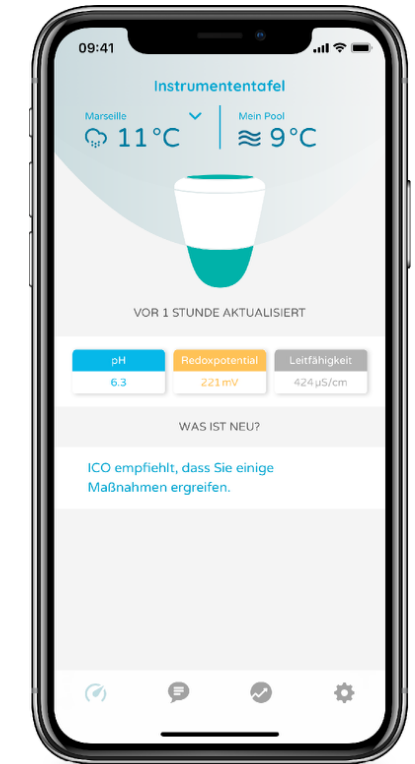 09:41
Instrumententafel
Marseille
11°C
Mein Pool
9°C
VOR 1 STUNDE AKTUALISIERT
pH
6.3
Redoxpotential
221mV
Leitfähigkeit
424µS/cm
WAS IST NEU?
ICO empfiehlt, dass Sie einige
Maßnahmen ergreifen.